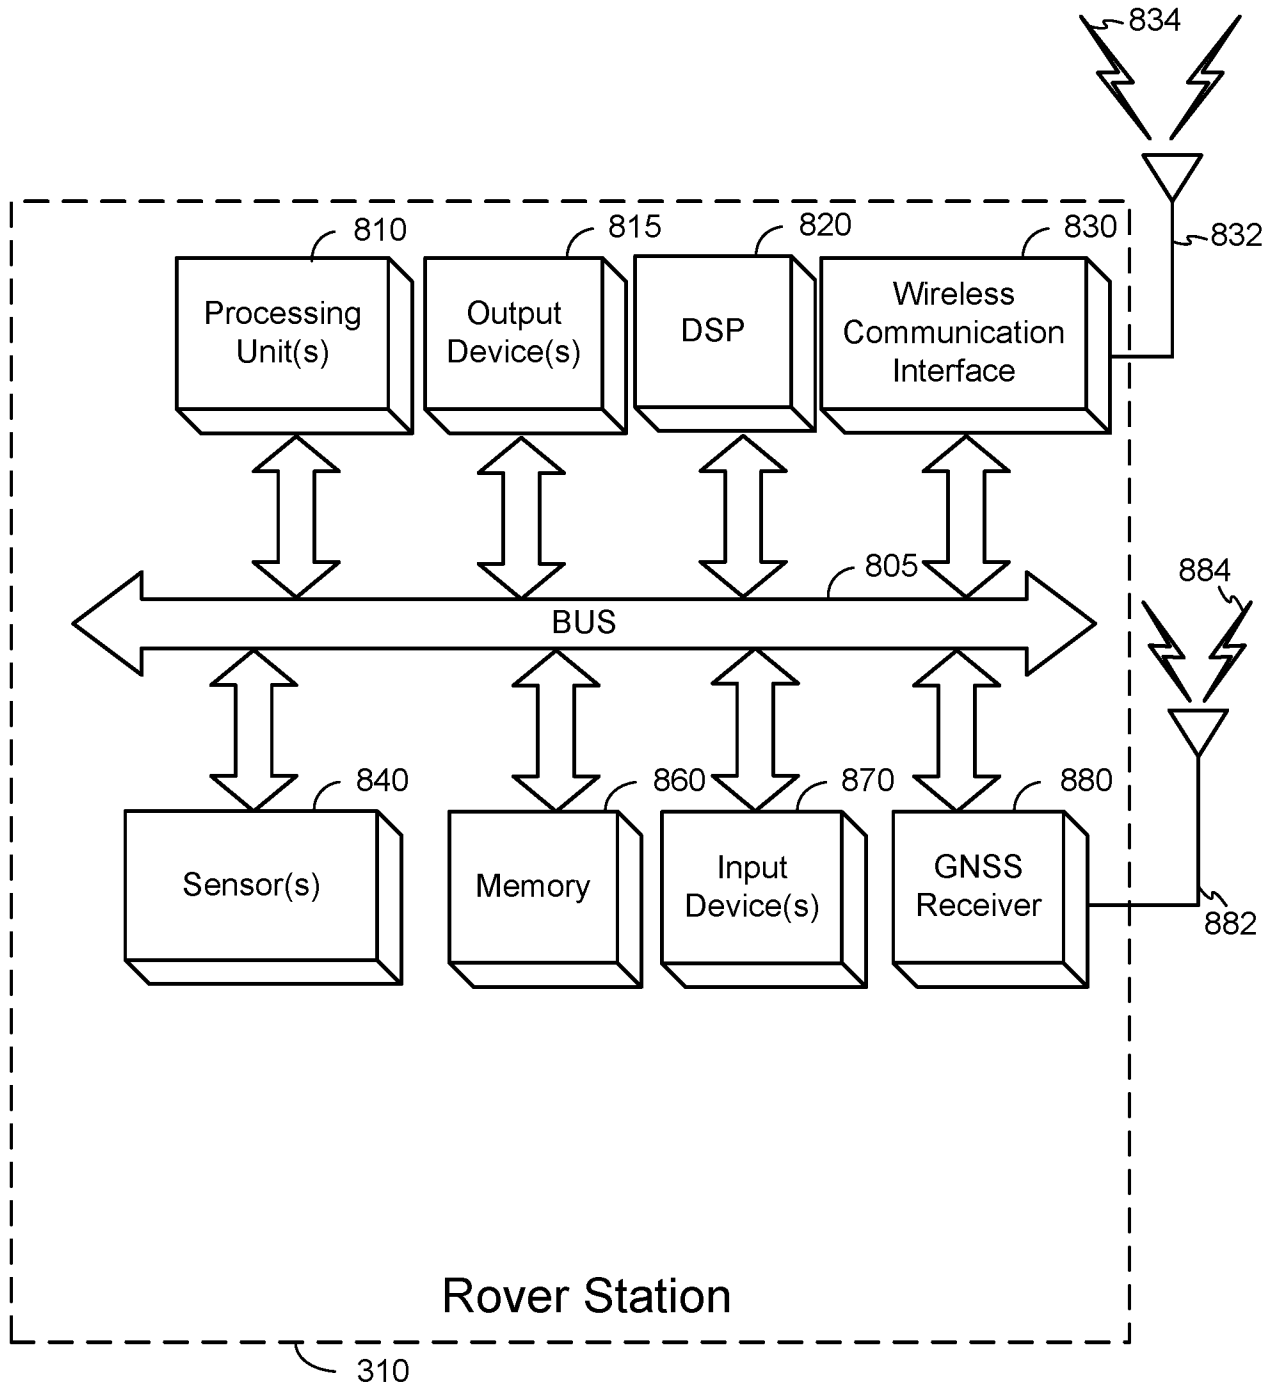 834
832
810
815
820
830
Processing
Unit(s)
Output
Device(s)
DSP
Wireless
Communication
Interface
805
BUS
884
882
840
860
870
880
Sensor(s)
Memory
Input
Device(s)
GNSS
Receiver
Rover Station
310